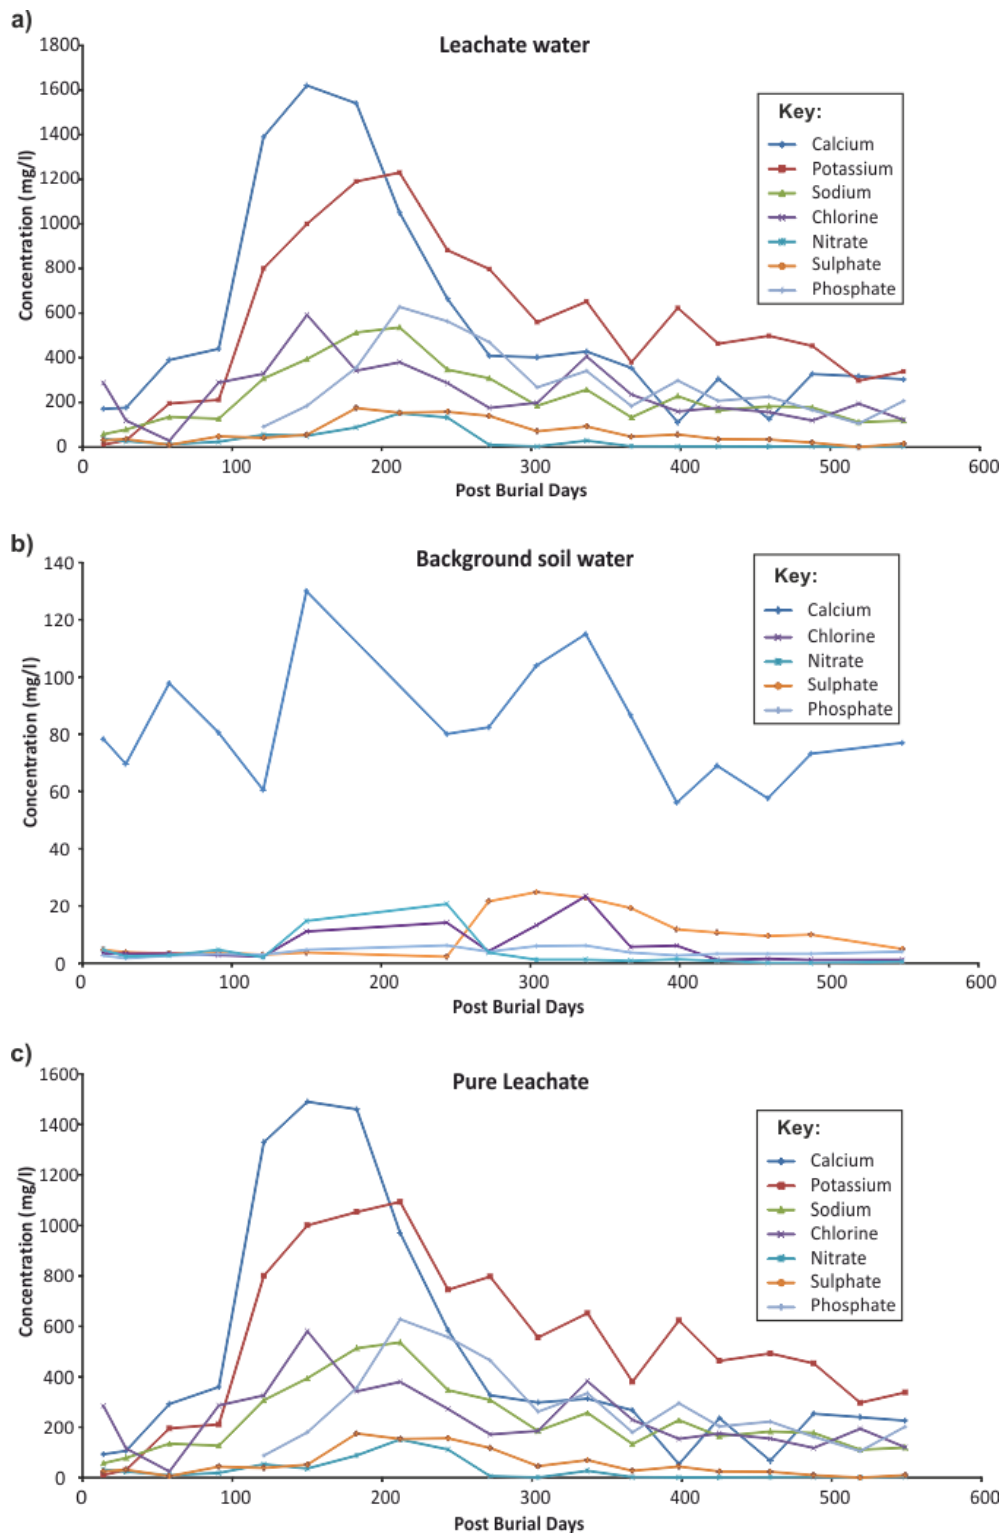 a)
Leachate water
Concentration (mg/l)
1800
1600
1400
1200
1000
800
600
400
200
0
0 100 200 300 400 500 600
Post Burial Days
Key:
Calcium
Potassium
Sodium
Chlorine
Nitrate
Sulphate
Phosphate
b)
Background soil water
Concentration (mg/l)
140
120
100
80
60
40
20
0
0 100 200 300 400 500 600
Post Burial Days
Key:
Calcium
Chlorine
Nitrate
Sulphate
Phosphate
c)
Pure Leachate
Concentration (mg/l)
1600
1400
1200
1000
800
600
400
200
0
0 100 200 300 400 500 600
Post Burial Days
Key:
Calcium
Potassium
Sodium
Chlorine
Nitrate
Sulphate
Phosphate